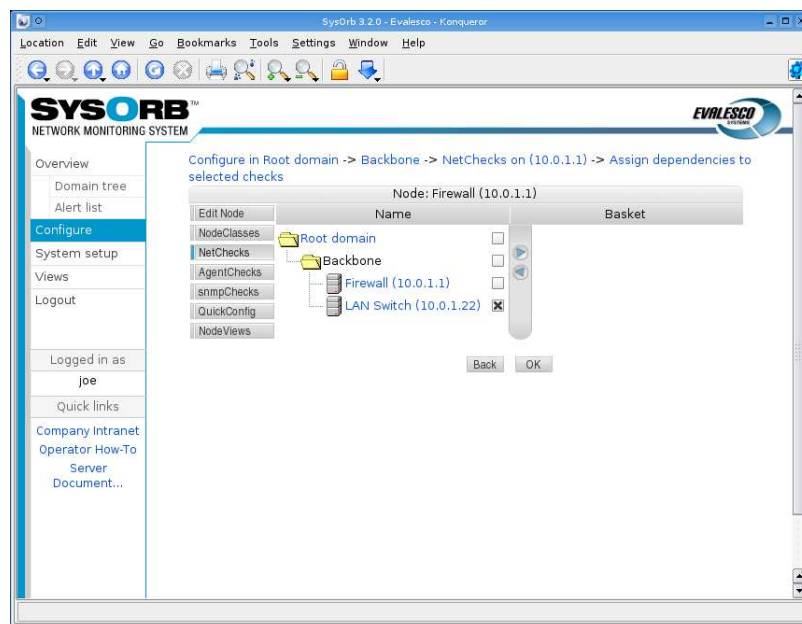 SysOrb 3.2.0 - Evalesco - Konqueror
Location Edit View Go Bookmarks Tools Settings Window Help
SYSORB™
NETWORK MONITORING SYSTEM
EVALESCO
SYSTEMS
Overview
Domain tree
Alert list
Configure
System setup
Views
Logout
Logged in as
joe
Quick links
Company Intranet
Operator How-To
Server
Document...
Configure in Root domain -> Backbone -> NetChecks on (10.0.1.1) -> Assign dependencies to
selected checks
Node: Firewall (10.0.1.1)
Edit Node
NodeClasses
NetChecks
AgentChecks
snmpChecks
QuickConfig
NodeViews
Name Basket
Root domain
Backbone
Firewall (10.0.1.1)
LAN Switch (10.0.1.22)
Back OK